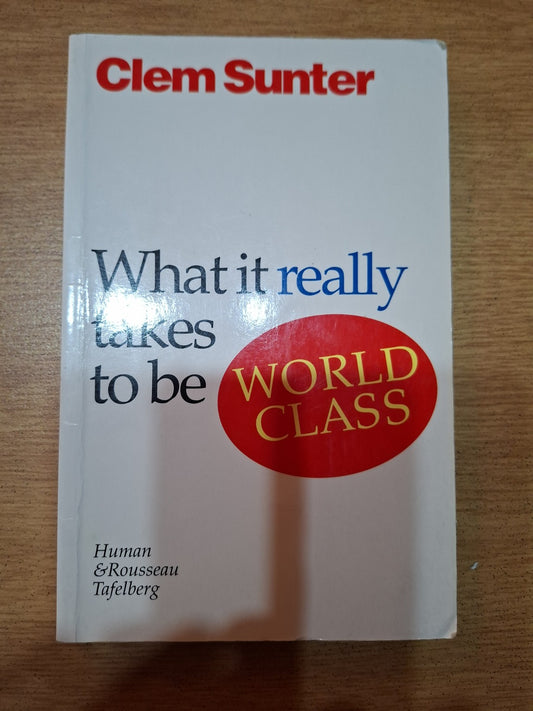 Clem Sunter
What it really
takes
to be
WORLD
CLASS
Human
&Rousseau
Tafelberg